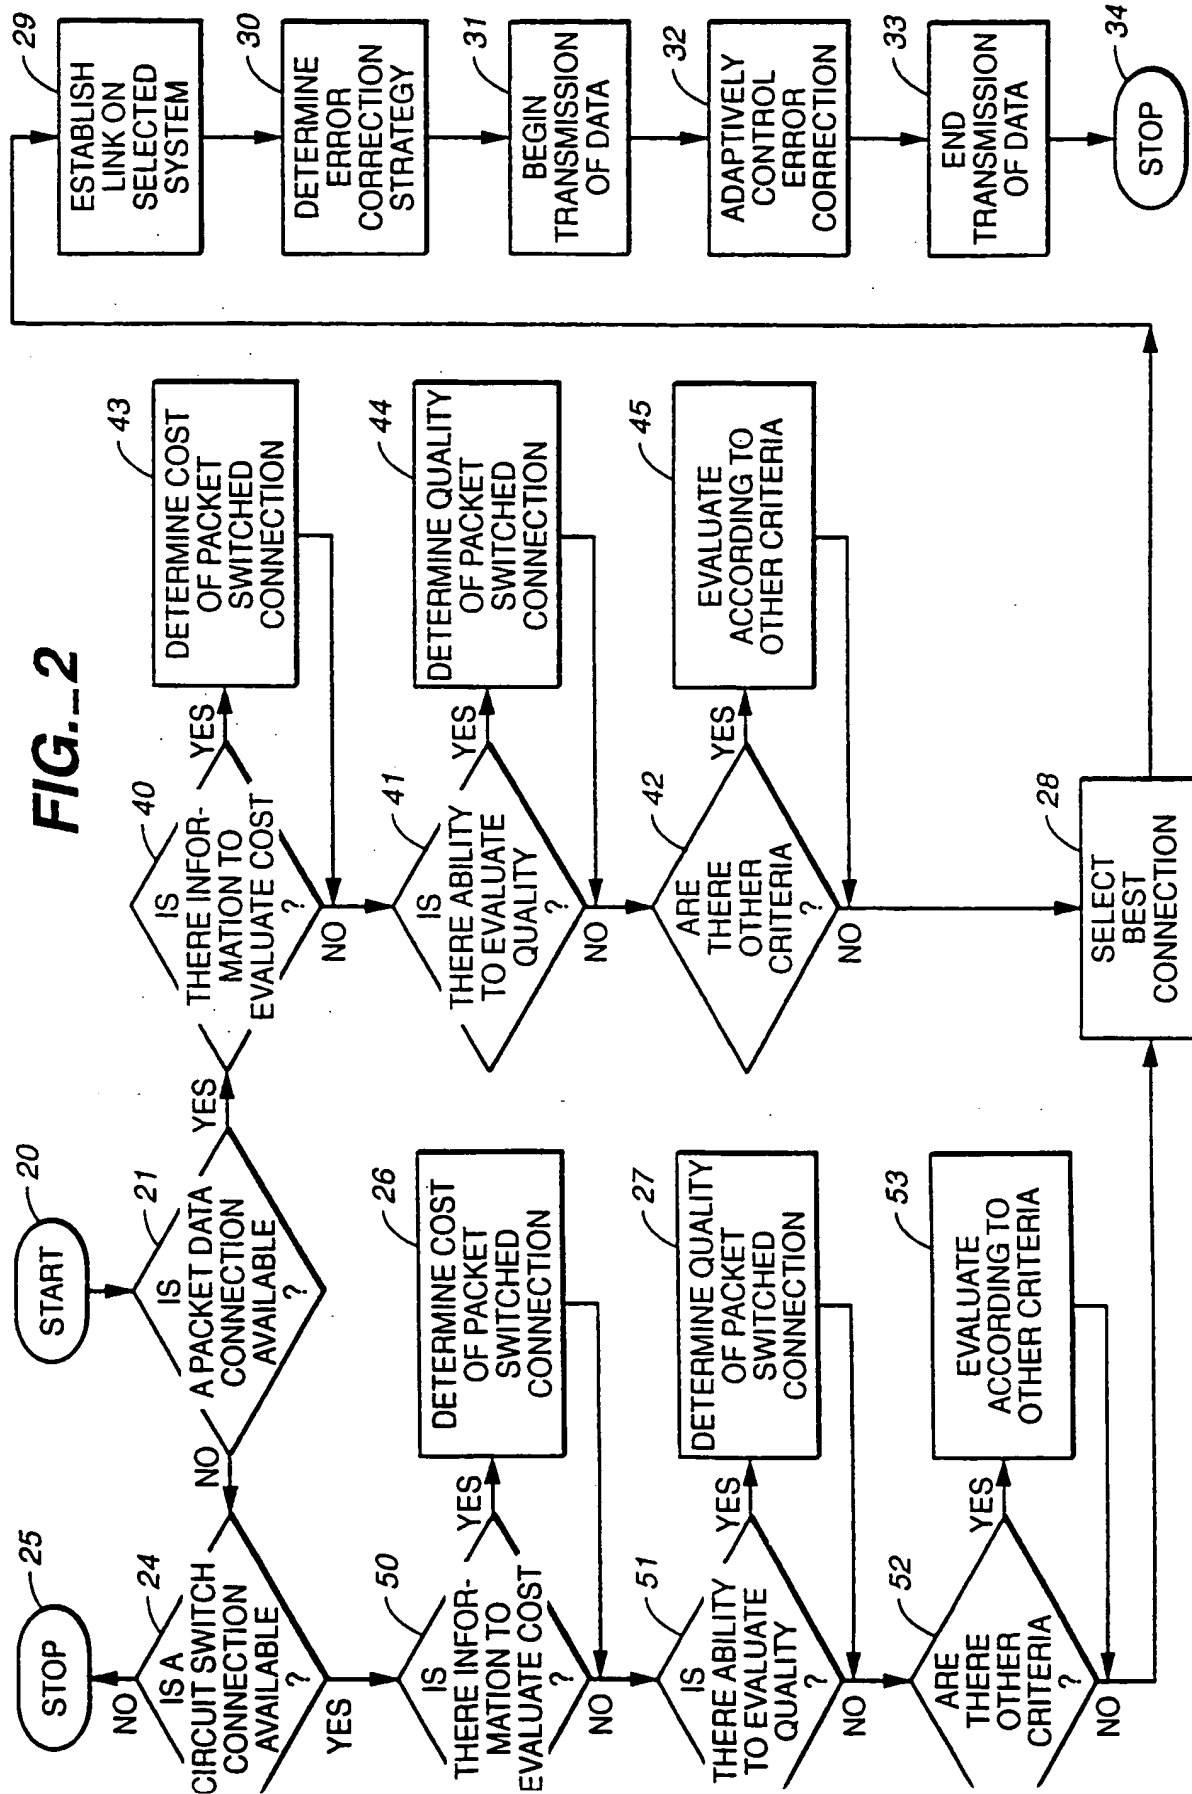 FIG._2
START
20
IS
A PACKET DATA
CONNECTION
AVAILABLE
?
21
NO
YES
IS A
CIRCUIT SWITCH
CONNECTION
AVAILABLE
?
24
NO
STOP
25
YES
IS
THERE INFOR-
MATION TO
EVALUATE COST
?
50
YES
NO
DETERMINE COST
OF PACKET
SWITCHED
CONNECTION
26
IS
THERE ABILITY
TO EVALUATE
QUALITY
?
51
YES
NO
DETERMINE QUALITY
OF PACKET
SWITCHED
CONNECTION
27
ARE
THERE
OTHER
CRITERIA
?
52
YES
NO
EVALUATE
ACCORDING TO
OTHER CRITERIA
53
IS
THERE INFOR-
MATION TO
EVALUATE COST
?
40
YES
NO
DETERMINE COST
OF PACKET
SWITCHED
CONNECTION
43
IS
THERE ABILITY
TO EVALUATE
QUALITY
?
41
YES
NO
DETERMINE QUALITY
OF PACKET
SWITCHED
CONNECTION
44
ARE
THERE
OTHER
CRITERIA
?
42
YES
NO
EVALUATE
ACCORDING TO
OTHER CRITERIA
45
SELECT
BEST
CONNECTION
28
ESTABLISH
LINK ON
SELECTED
SYSTEM
29
DETERMINE
ERROR
CORRECTION
STRATEGY
30
BEGIN
TRANSMISSION
OF DATA
31
ADAPTIVELY
CONTROL
ERROR
CORRECTION
32
END
TRANSMISSION
OF DATA
33
STOP
34